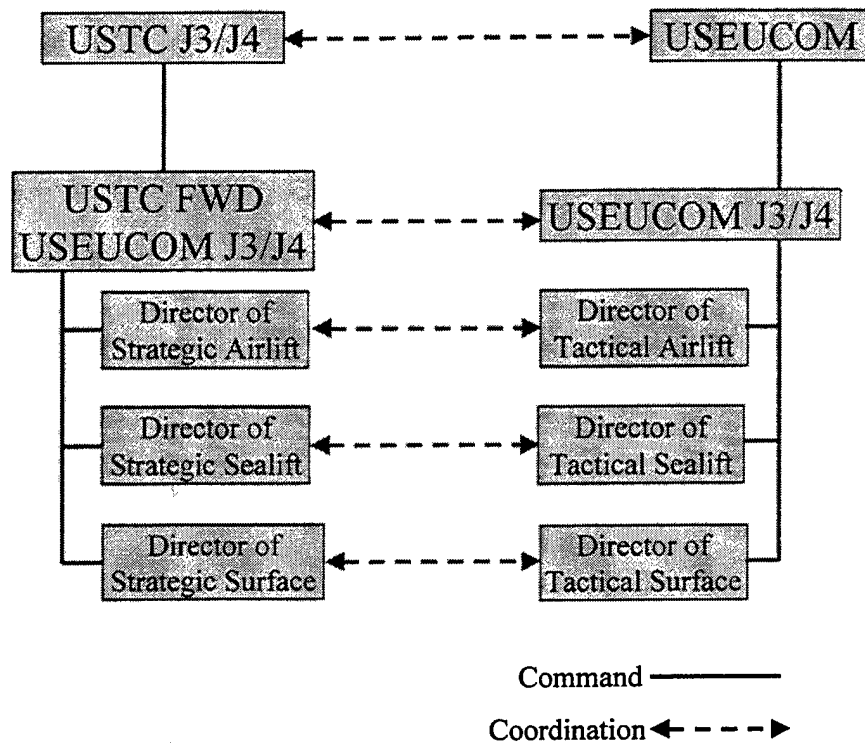 USTC J3/J4
USEUCOM
USTC FWD
USEUCOM J3/J4
USEUCOM J3/J4
Director of
Strategic Airlift
Director of
Tactical Airlift
Director of
Strategic Sealift
Director of
Tactical Sealift
Director of
Strategic Surface
Director of
Tactical Surface
Command
Coordination